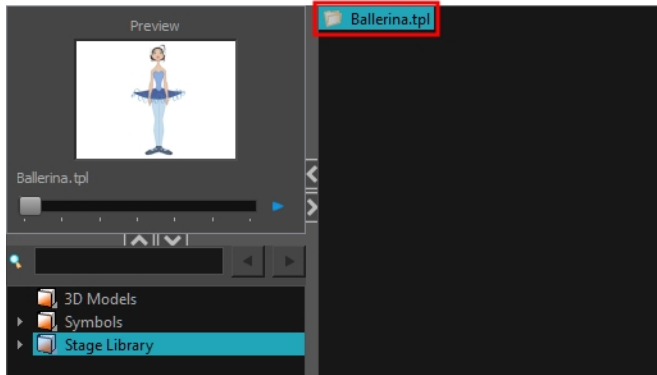 Preview
Ballerina.tpl
Ballerina.tpl
3D Models
Symbols
Stage Library